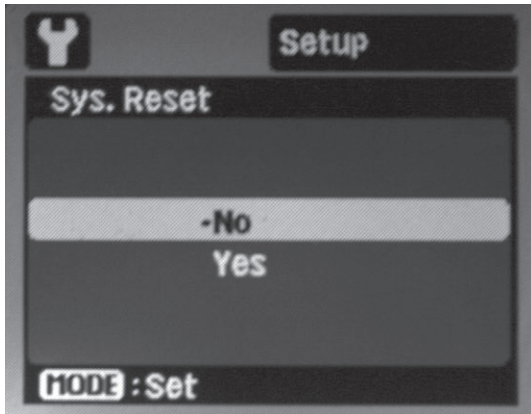 Setup
Sys. Reset
-No
Yes
MODE :Set